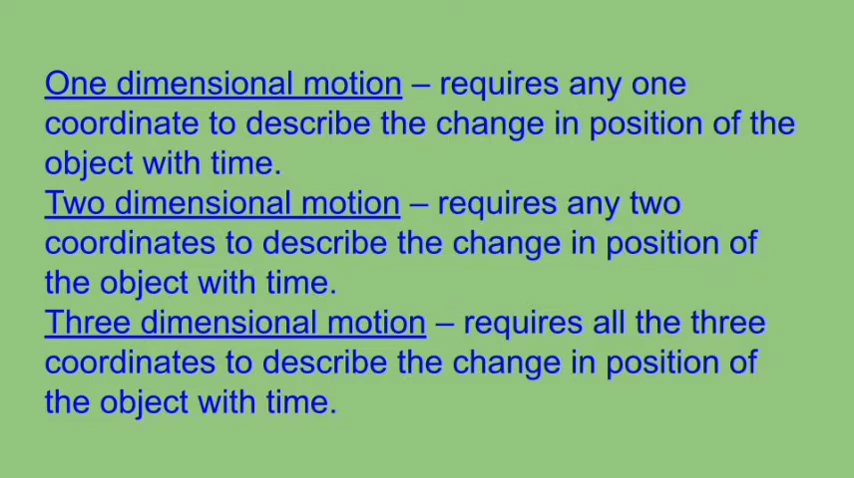 One dimensional motion – requires any one
coordinate to describe the change in position of the
object with time.
Two dimensional motion – requires any two
coordinates to describe the change in position of
the object with time.
Three dimensional motion – requires all the three
coordinates to describe the change in position of
the object with time.